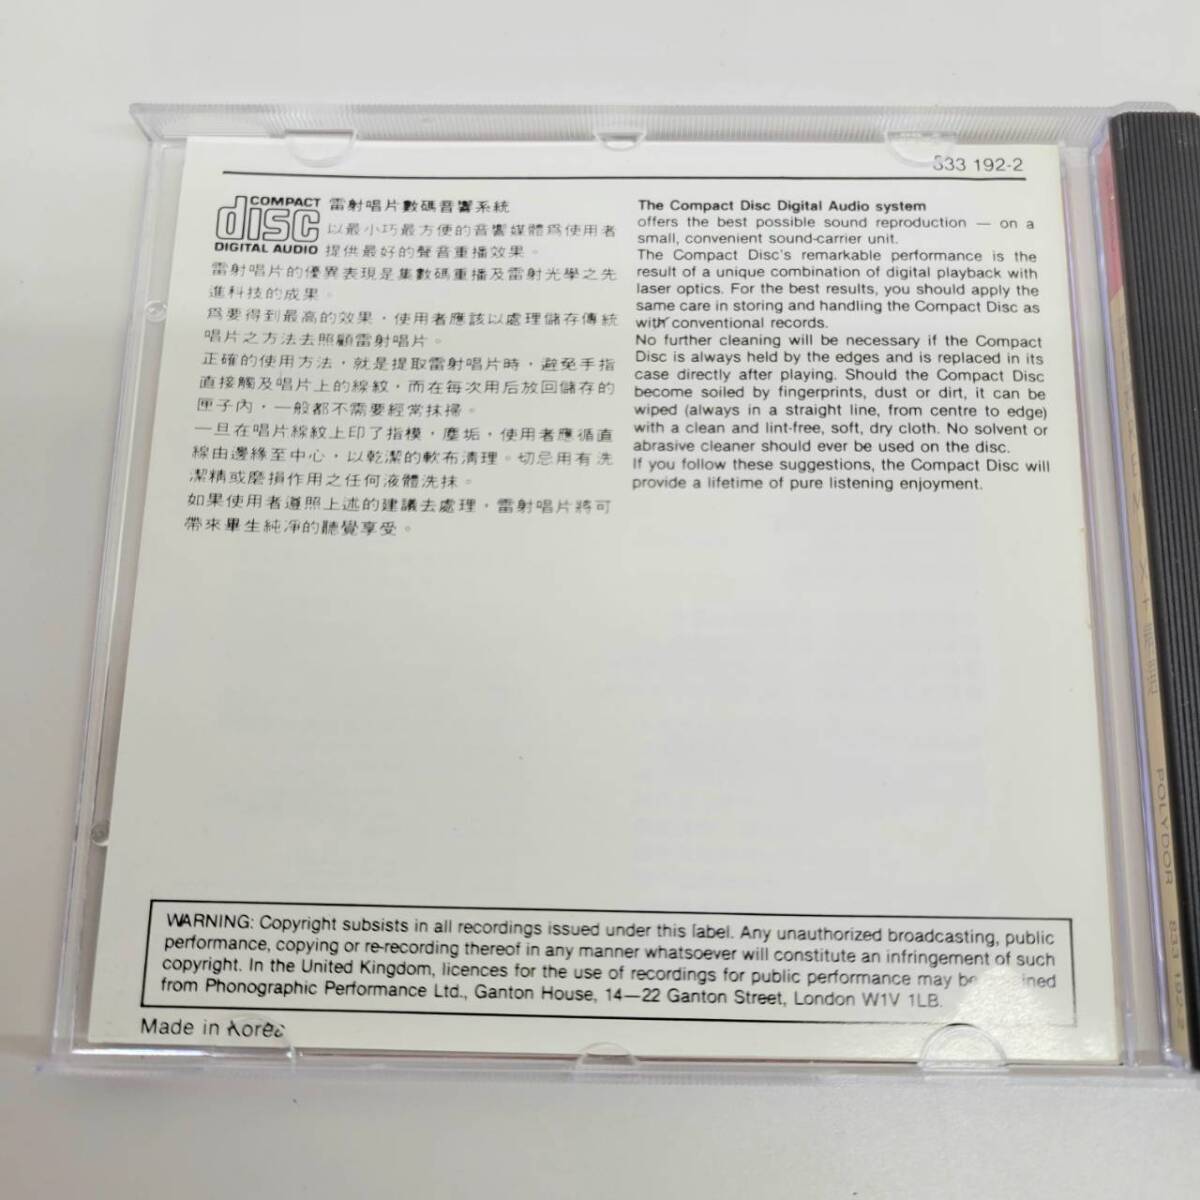 833 192-2
COMPACT
disc
DIGITAL AUDIO
雷射唱片數碼音響系統
以最小巧最方便的音響媒體爲使用者
提供最好的聲音重播效果。
雷射唱片的優異表現是集數碼重播及雷射光學之先
進科技的成果。
爲要得到最高的效果，使用者應該以處理儲存傳統
唱片之方法去照顧雷射唱片。
正確的使用方法，就是提取雷射唱片時，避免手指
直接觸及唱片上的線紋，而在每次用后放回儲存的
匣子內，一般都不需要經常抹掃。
一旦在唱片線紋上印了指模，塵垢，使用者應循直
線由邊緣至中心，以乾潔的軟布清理。切忌用有洗
潔精或磨損作用之任何液體洗抹。
如果使用者遵照上述的建議去處理，雷射唱片將可
帶來畢生純凈的聽覺享受。
The Compact Disc Digital Audio system
offers the best possible sound reproduction — on a
small, convenient sound-carrier unit.
The Compact Disc's remarkable performance is the
result of a unique combination of digital playback with
laser optics. For the best results, you should apply the
same care in storing and handling the Compact Disc as
with conventional records.
No further cleaning will be necessary if the Compact
Disc is always held by the edges and is replaced in its
case directly after playing. Should the Compact Disc
become soiled by fingerprints, dust or dirt, it can be
wiped (always in a straight line, from centre to edge)
with a clean and lint-free, soft, dry cloth. No solvent or
abrasive cleaner should ever be used on the disc.
If you follow these suggestions, the Compact Disc will
provide a lifetime of pure listening enjoyment.
WARNING: Copyright subsists in all recordings issued under this label. Any unauthorized broadcasting, public
performance, copying or re-recording thereof in any manner whatsoever will constitute an infringement of such
copyright. In the United Kingdom, licences for the use of recordings for public performance may be obtained
from Phonographic Performance Ltd., Ganton House, 14—22 Ganton Street, London W1V 1LB.
Made in Korea
POLYDOR 833 192-2